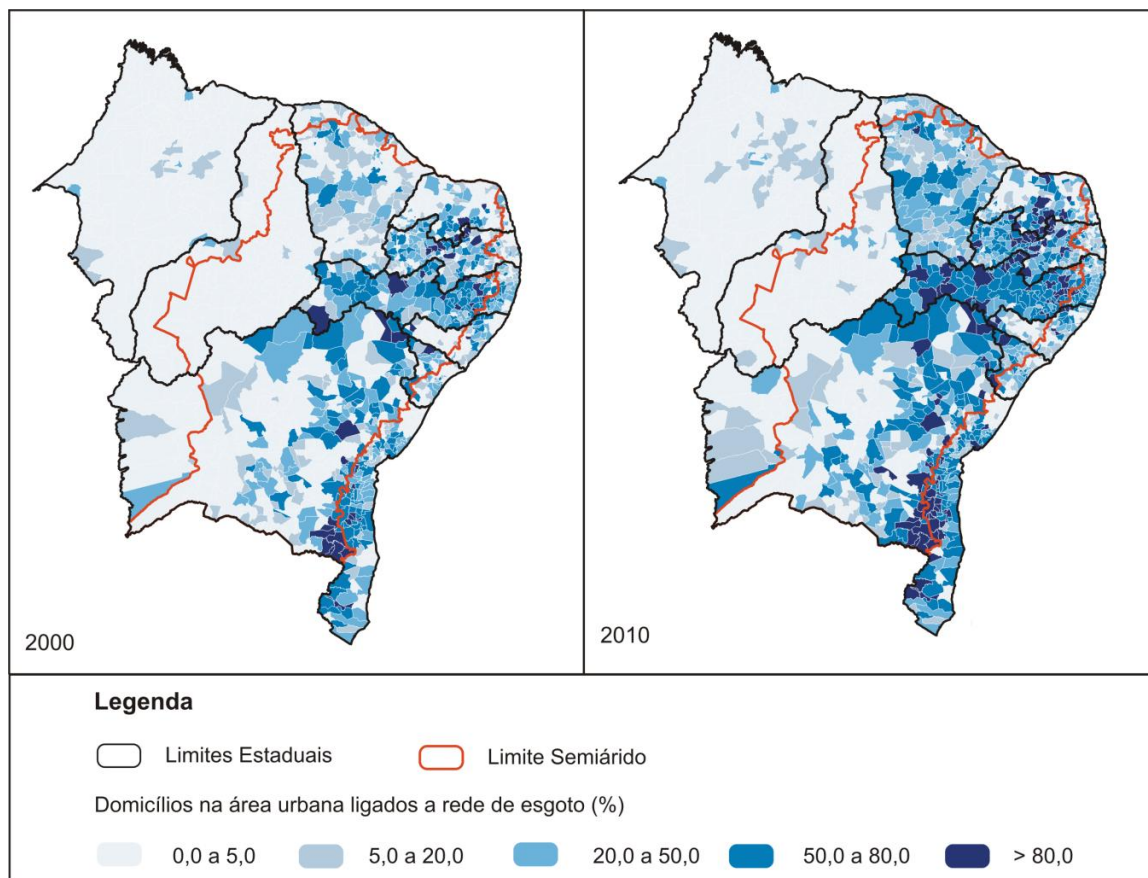 2000
2010
Legenda
Limites Estaduais
Limite Semiárido
Domicílios na área urbana ligados a rede de esgoto (%)
0,0 a 5,0
5,0 a 20,0
20,0 a 50,0
50,0 a 80,0
> 80,0